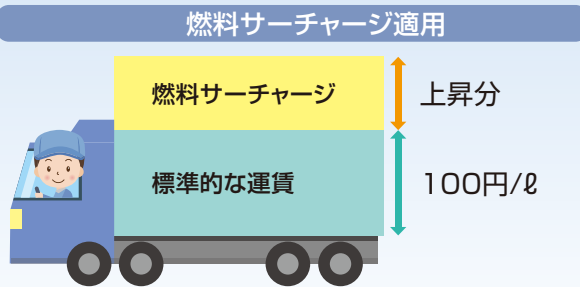 燃料サーチャージ適用
燃料サーチャージ
上昇分
標準的な運賃
100円/ℓ